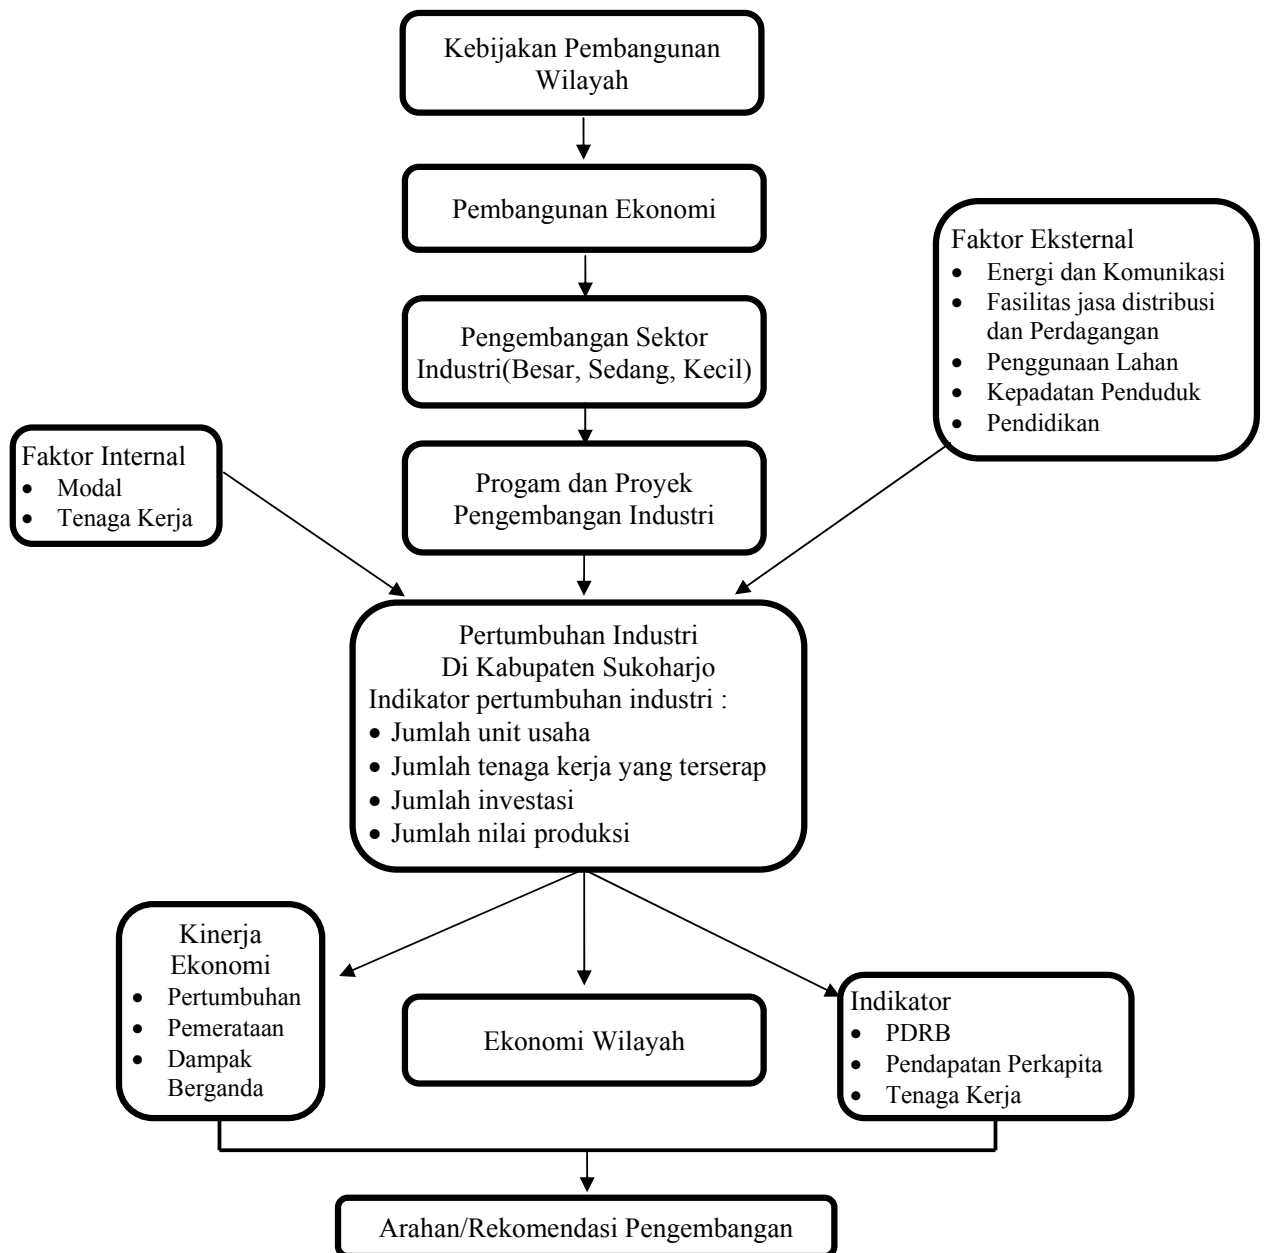 Kebijakan Pembangunan
Wilayah
Pembangunan Ekonomi
Faktor Eksternal
• Energi dan Komunikasi
• Fasilitas jasa distribusi
dan Perdagangan
• Penggunaan Lahan
• Kepadatan Penduduk
• Pendidikan
Pengembangan Sektor
Industri(Besar, Sedang, Kecil)
Faktor Internal
• Modal
• Tenaga Kerja
Progam dan Proyek
Pengembangan Industri
Pertumbuhan Industri
Di Kabupaten Sukoharjo
Indikator pertumbuhan industri :
• Jumlah unit usaha
• Jumlah tenaga kerja yang terserap
• Jumlah investasi
• Jumlah nilai produksi
Kinerja
Ekonomi
• Pertumbuhan
• Pemerataan
• Dampak
Berganda
Ekonomi Wilayah
Indikator
• PDRB
• Pendapatan Perkapita
• Tenaga Kerja
Arahan/Rekomendasi Pengembangan